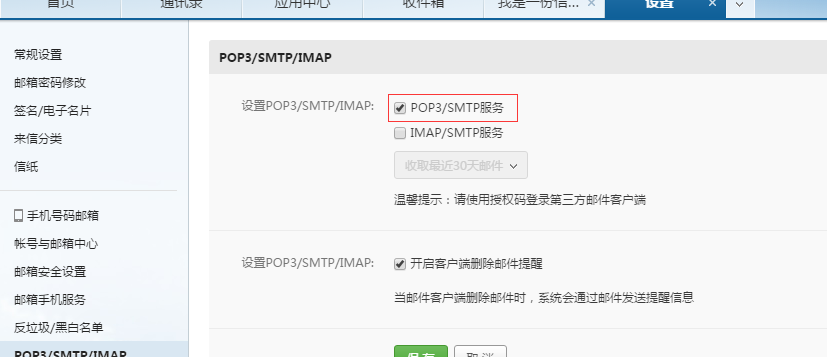 首页 通讯录 应用中心 收件箱 我是一份信... × 设置 ×
常规设置
邮箱密码修改
签名/电子名片
来信分类
信纸
手机号码邮箱
帐号与邮箱中心
邮箱安全设置
邮箱手机服务
反垃圾/黑白名单
POP3/SMTP/IMAP
POP3/SMTP/IMAP
设置POP3/SMTP/IMAP: POP3/SMTP服务
IMAP/SMTP服务
收取最近30天邮件
温馨提示：请使用授权码登录第三方邮件客户端
设置POP3/SMTP/IMAP: 开启客户端删除邮件提醒
当邮件客户端删除邮件时，系统会通过邮件发送提醒信息
保存 取消